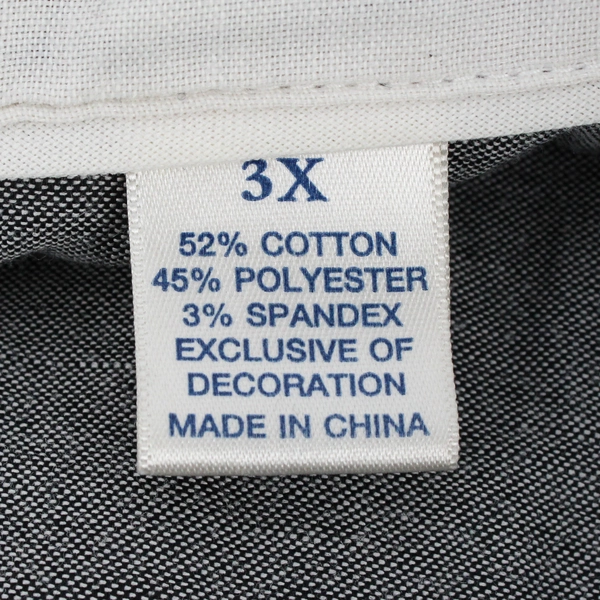 3X
52% COTTON
45% POLYESTER
3% SPANDEX
EXCLUSIVE OF
DECORATION
MADE IN CHINA